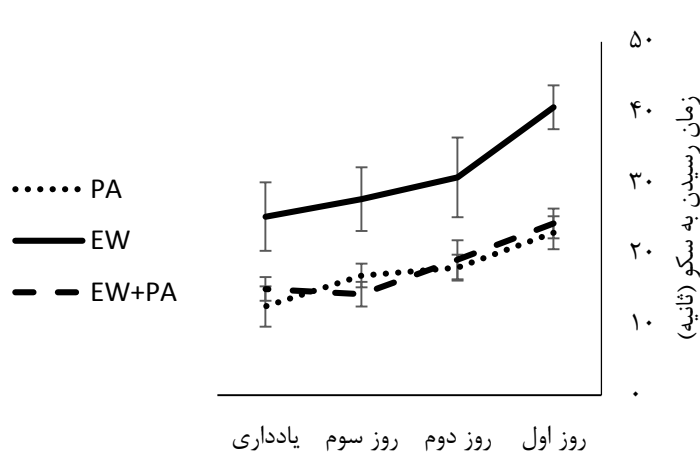 ۵۰
۴۰
۳۰
۲۰
۱۰
۰
زمان رسیدن به سکو (ثانیه)
روز اول
روز دوم
روز سوم
یادداری
PA
EW
EW+PA